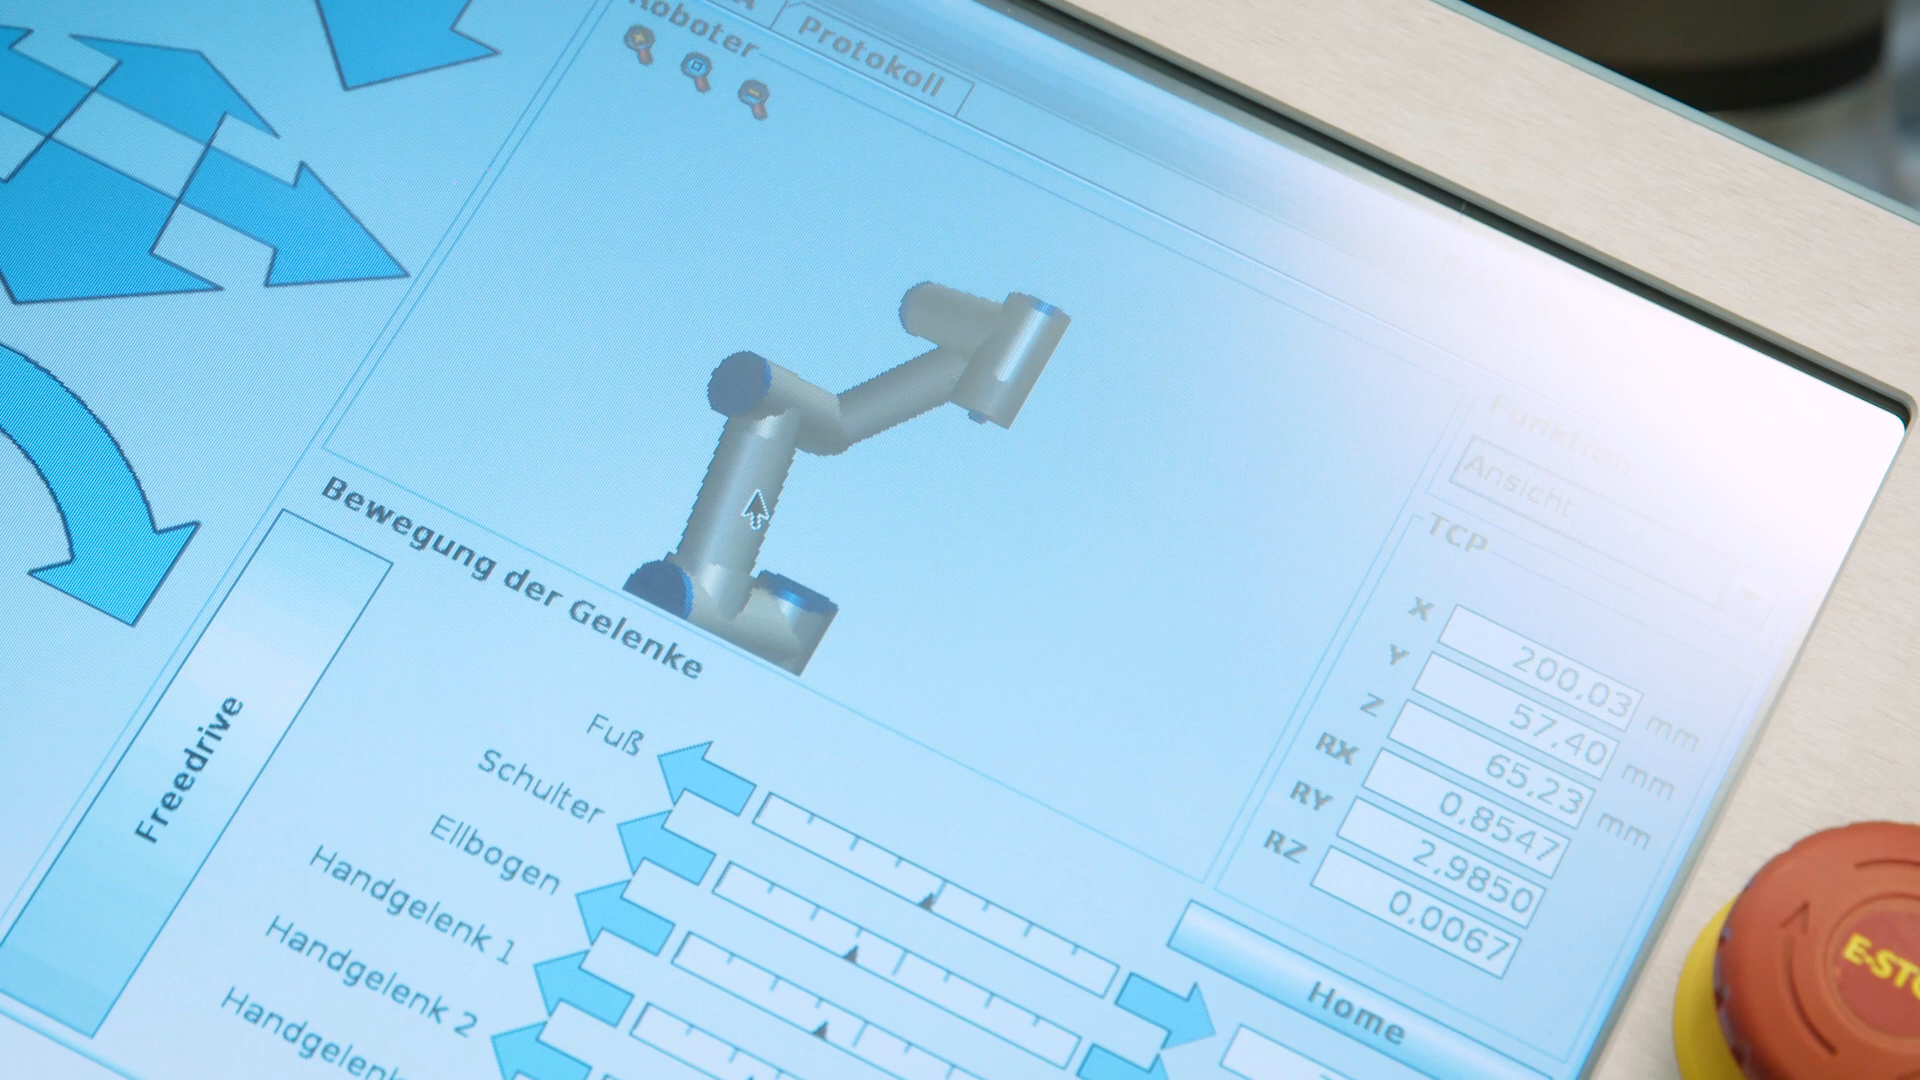 Protokoll
Roboter
Funktion
Ansicht
TCP
X 200,03 mm
Y 57,40 mm
Z 65,23 mm
RX 0,8547
RY 2,9850
RZ 0,0067
Bewegung der Gelenke
Freedrive
Fuß
Schulter
Ellbogen
Handgelenk 1
Handgelenk 2
Handgelenk
Home
E-STO